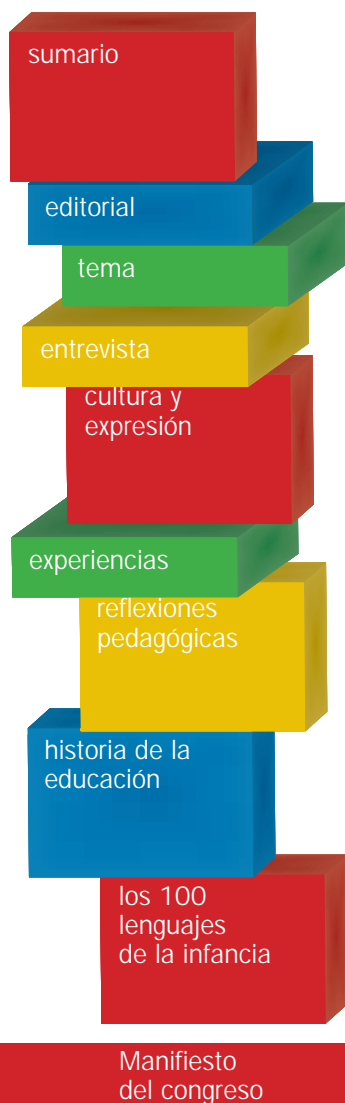 sumario
editorial
tema
entrevista
cultura y
expresión
experiencias
reflexiones
pedagógicas
historia de la
educación
los 100
lenguajes
de la infancia
Manifiesto
del congreso